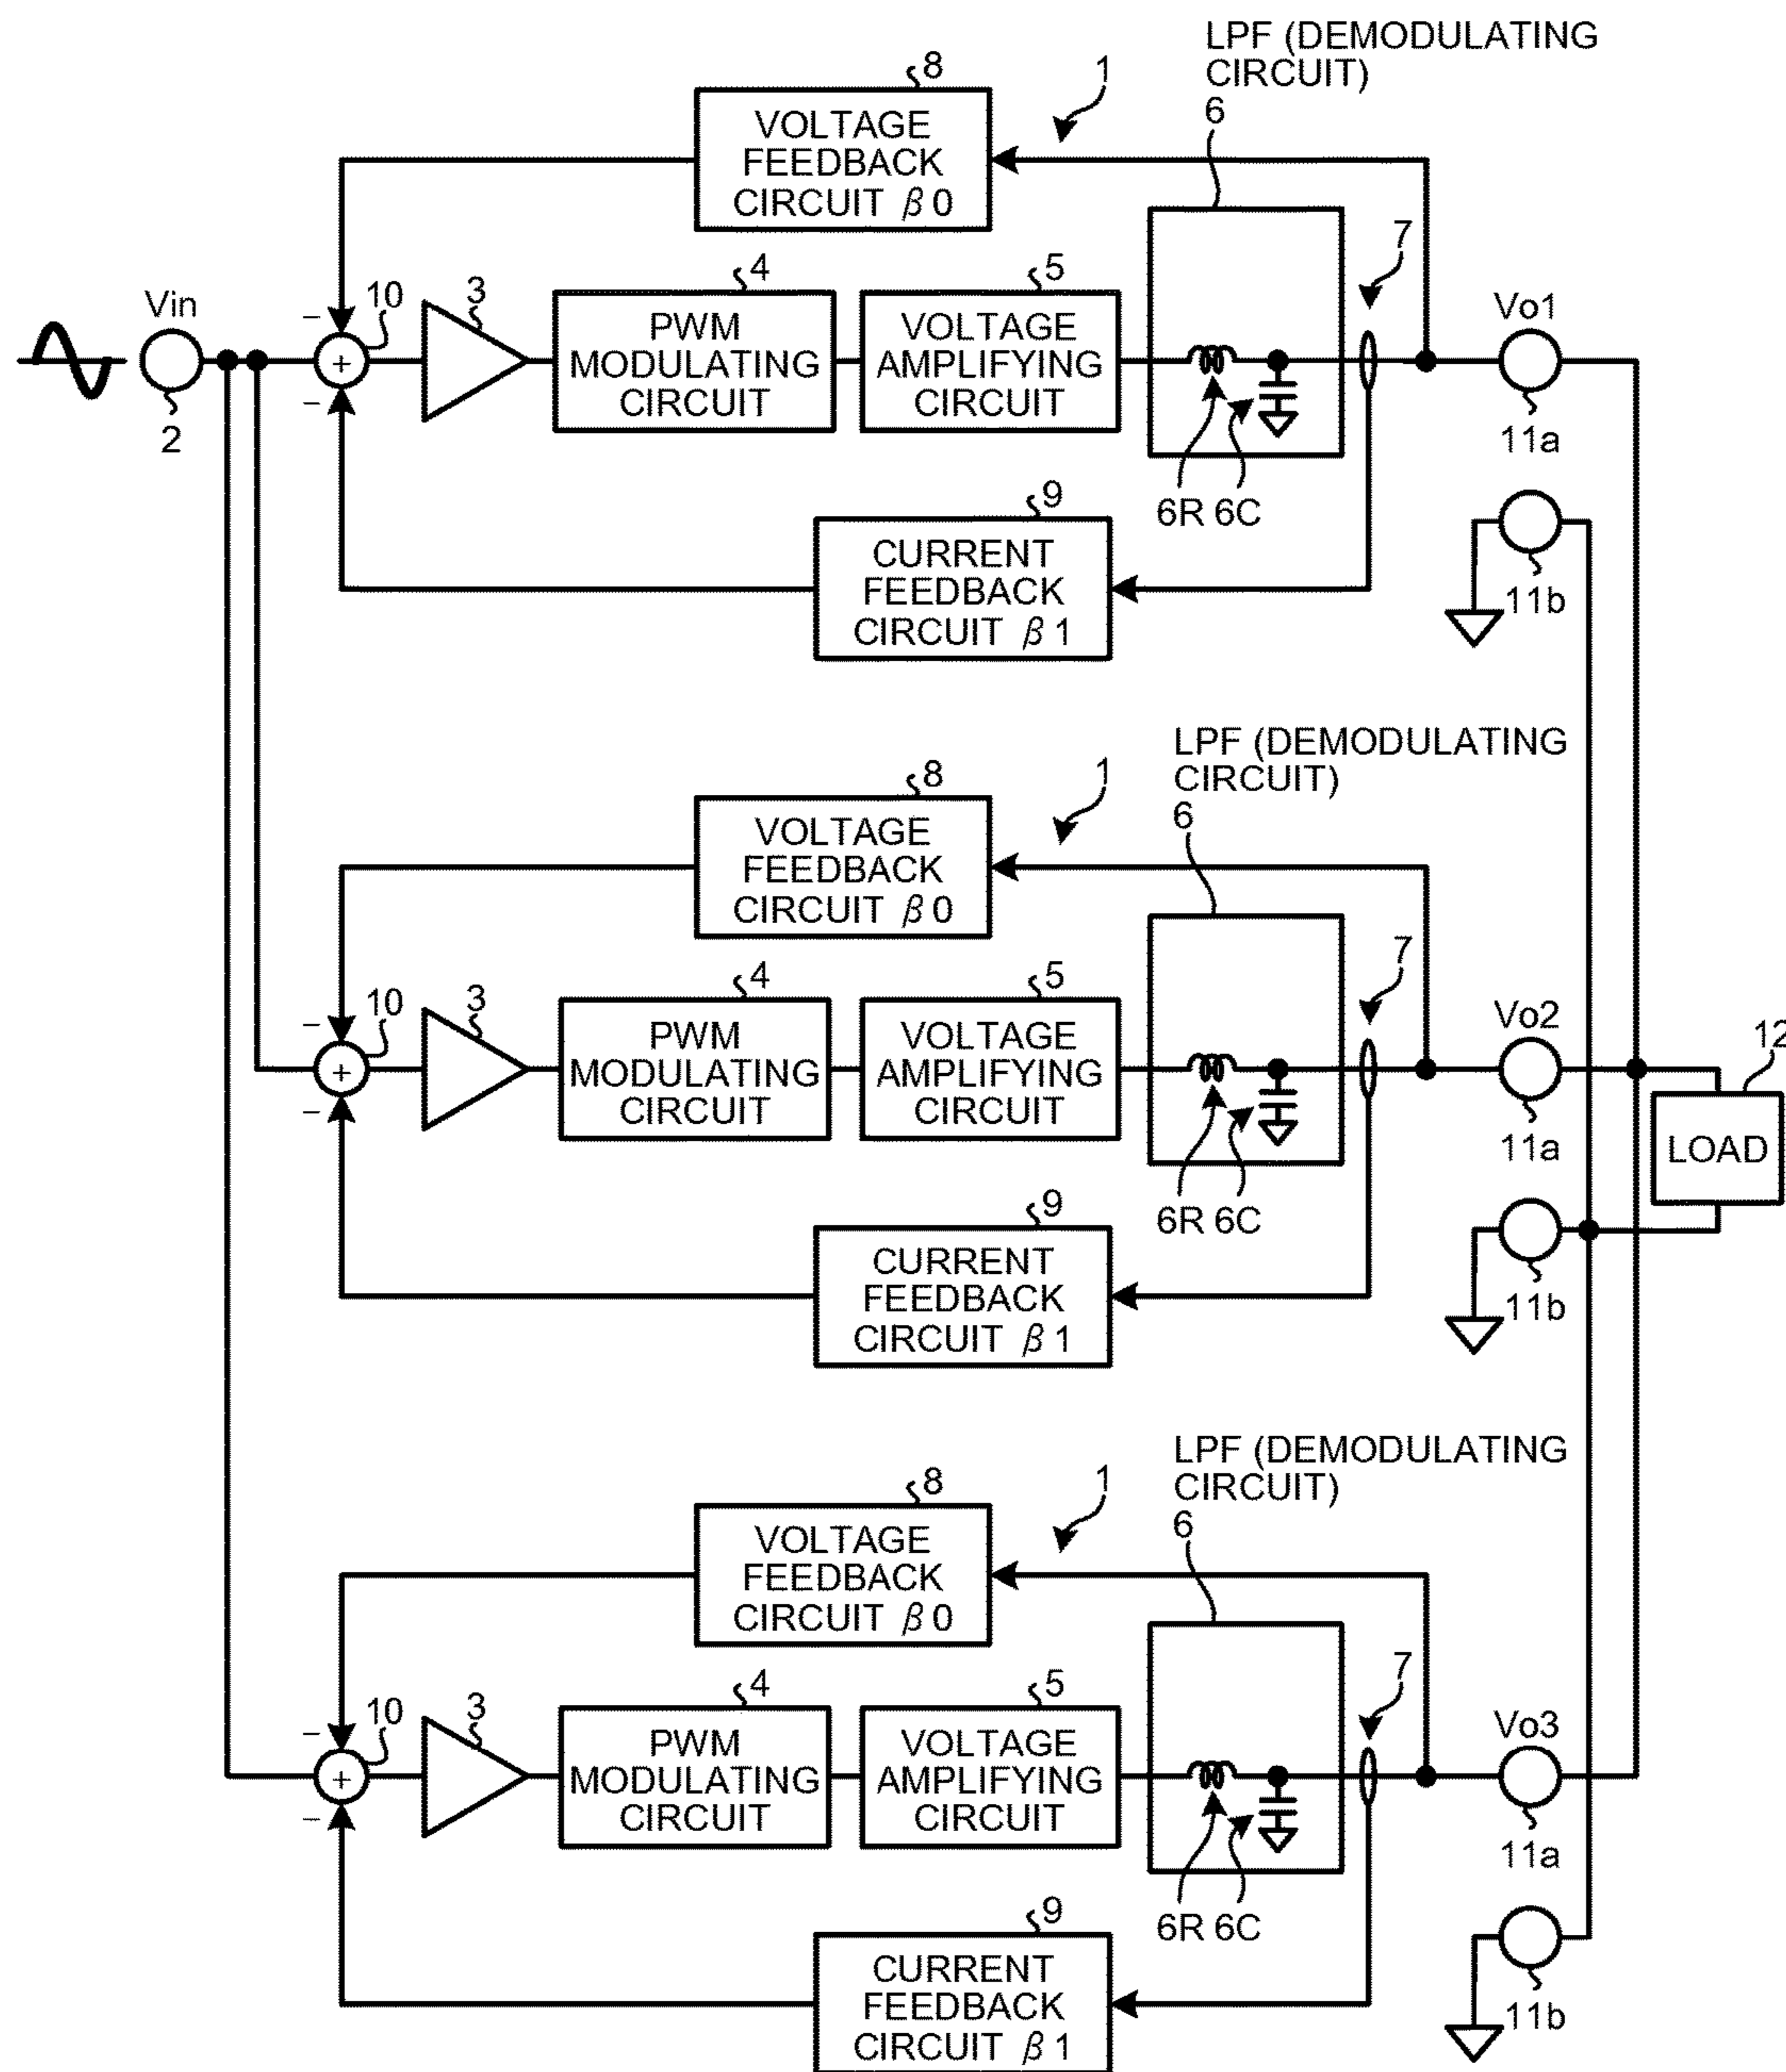 LPF (DEMODULATING
CIRCUIT)
6
8
1
VOLTAGE
FEEDBACK
CIRCUIT β0
7
Vin
2
10
3
4
5
−
+
−
PWM
MODULATING
CIRCUIT
VOLTAGE
AMPLIFYING
CIRCUIT
Vo1
11a
6R 6C
9
CURRENT
FEEDBACK
CIRCUIT β1
11b
LPF (DEMODULATING
CIRCUIT)
6
8
1
VOLTAGE
FEEDBACK
CIRCUIT β0
7
10
3
4
5
−
+
−
PWM
MODULATING
CIRCUIT
VOLTAGE
AMPLIFYING
CIRCUIT
Vo2
11a
12
LOAD
6R 6C
9
CURRENT
FEEDBACK
CIRCUIT β1
11b
LPF (DEMODULATING
CIRCUIT)
6
8
1
VOLTAGE
FEEDBACK
CIRCUIT β0
7
10
3
4
5
−
+
−
PWM
MODULATING
CIRCUIT
VOLTAGE
AMPLIFYING
CIRCUIT
Vo3
11a
6R 6C
9
CURRENT
FEEDBACK
CIRCUIT β1
11b